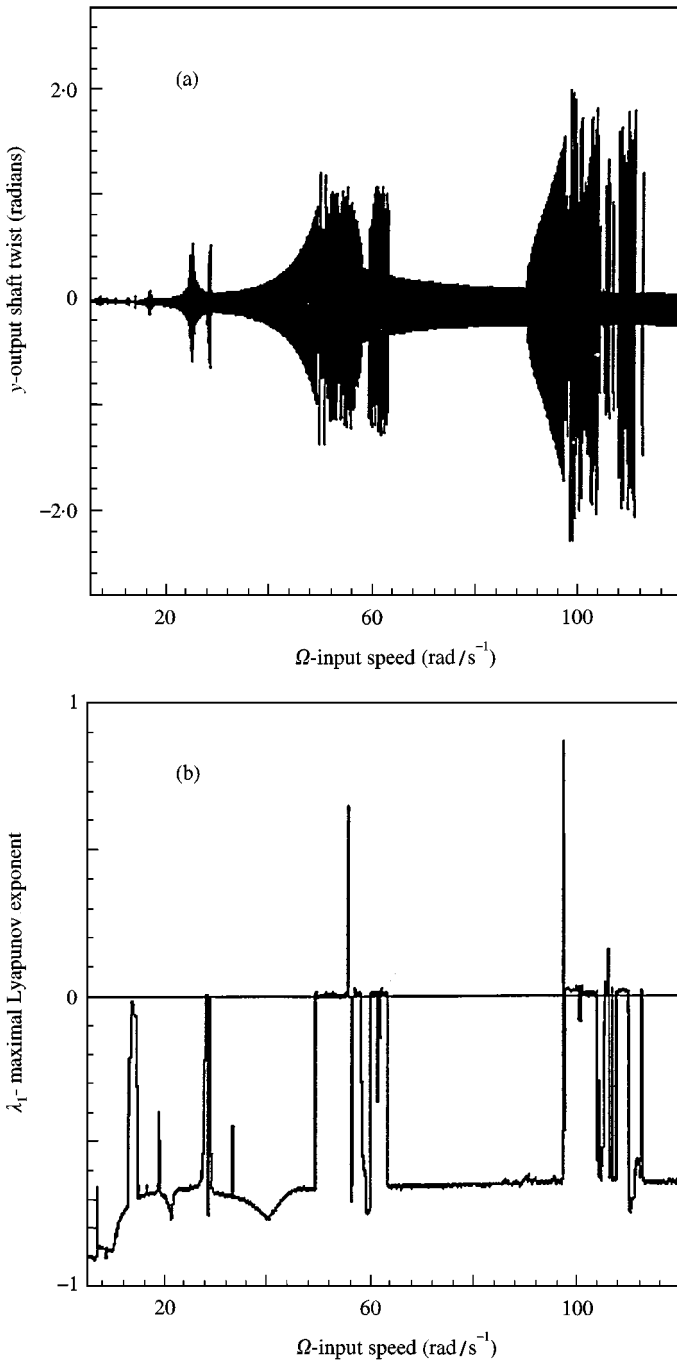 (a)
2·0
0
−2·0
y-output shaft twist (radians)
20
60
100
Ω-input speed (rad/s⁻¹)
(b)
1
0
−1
λ₁- maximal Lyapunov exponent
20
60
100
Ω-input speed (rad/s⁻¹)